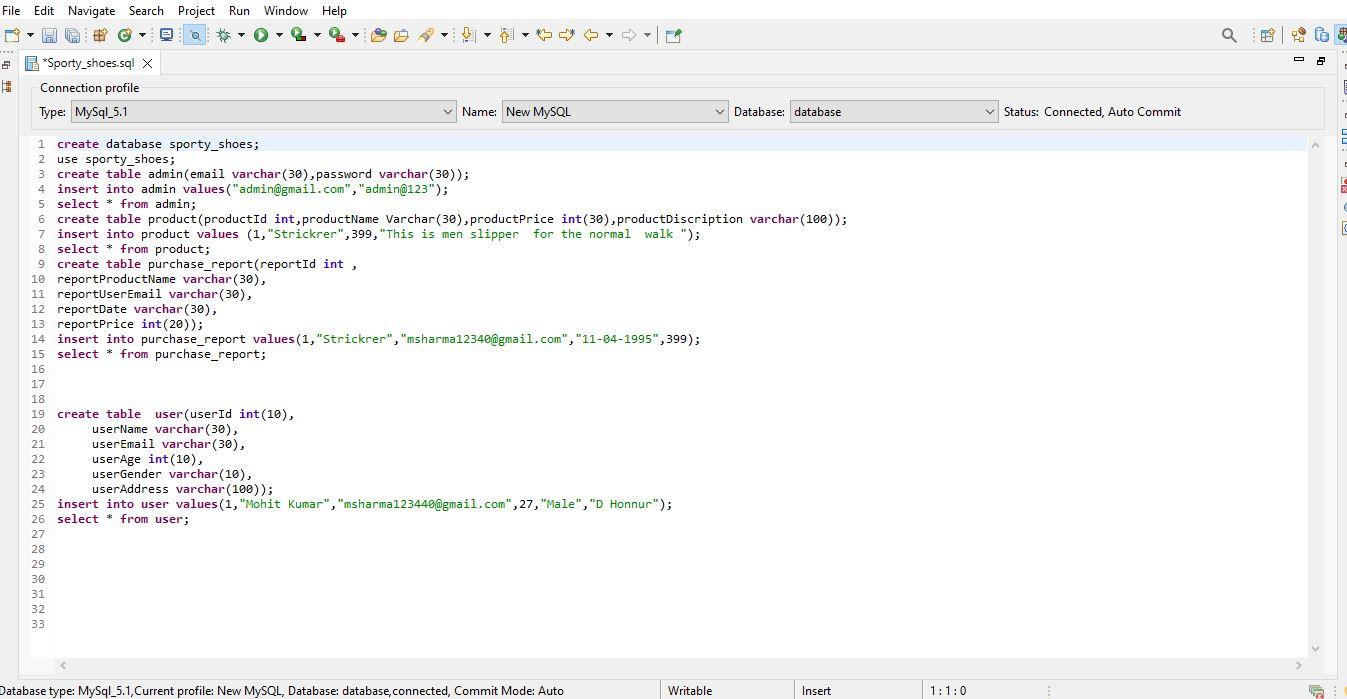 File Edit Navigate Search Project Run Window Help
*Sporty_shoes.sql
Connection profile
Type: MySql_5.1 Name: New MySQL Database: database Status: Connected, Auto Commit
1 create database sporty_shoes;
2 use sporty_shoes;
3 create table admin(email varchar(30),password varchar(30));
4 insert into admin values("admin@gmail.com","admin@123");
5 select * from admin;
6 create table product(productId int,productName Varchar(30),productPrice int(30),productDiscription varchar(100));
7 insert into product values (1,"Strickrer",399,"This is men slipper  for the normal  walk ");
8 select * from product;
9 create table purchase_report(reportId int ,
10 reportProductName varchar(30),
11 reportUserEmail varchar(30),
12 reportDate varchar(30),
13 reportPrice int(20));
14 insert into purchase_report values(1,"Strickrer","msharma12340@gmail.com","11-04-1995",399);
15 select * from purchase_report;
16
17
18
19 create table  user(userId int(10),
20      userName varchar(30),
21      userEmail varchar(30),
22      userAge int(10),
23      userGender varchar(10),
24      userAddress varchar(100));
25 insert into user values(1,"Mohit Kumar","msharma123440@gmail.com",27,"Male","D Honnur");
26 select * from user;
27
28
29
30
31
32
33
Database type: MySql_5.1,Current profile: New MySQL, Database: database,connected, Commit Mode: Auto Writable Insert 1 : 1 : 0